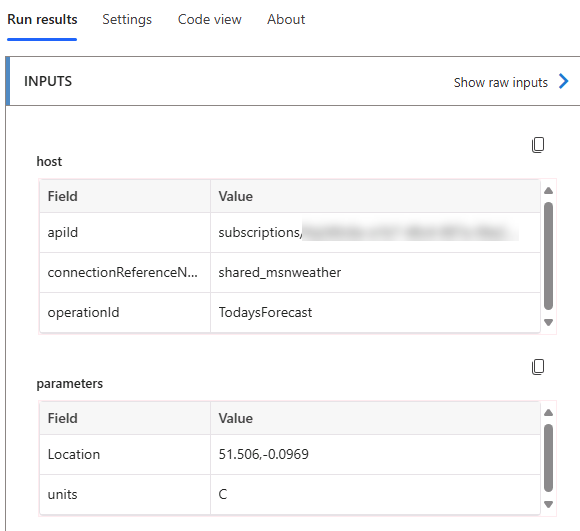 Run results Settings Code view About
INPUTS Show raw inputs
host
Field Value
apiId subscriptions/
connectionReferenceN... shared_msnweather
operationId TodaysForecast
parameters
Field Value
Location 51.506,-0.0969
units C